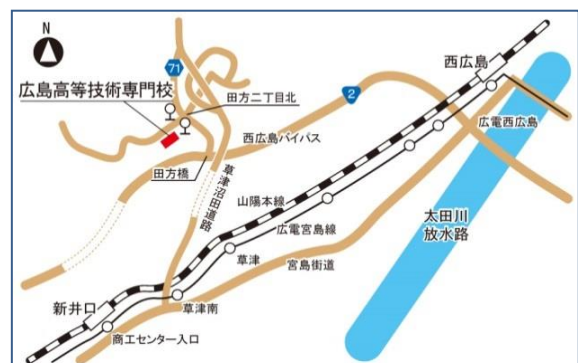 N
71
西広島
広島高等技術専門校
田方二丁目北
2
広電西広島
西広島バイパス
田方橋
草津沼田道路
山陽本線
太田川
放水路
広電宮島線
草津
宮島街道
新井口
草津南
商工センター入口